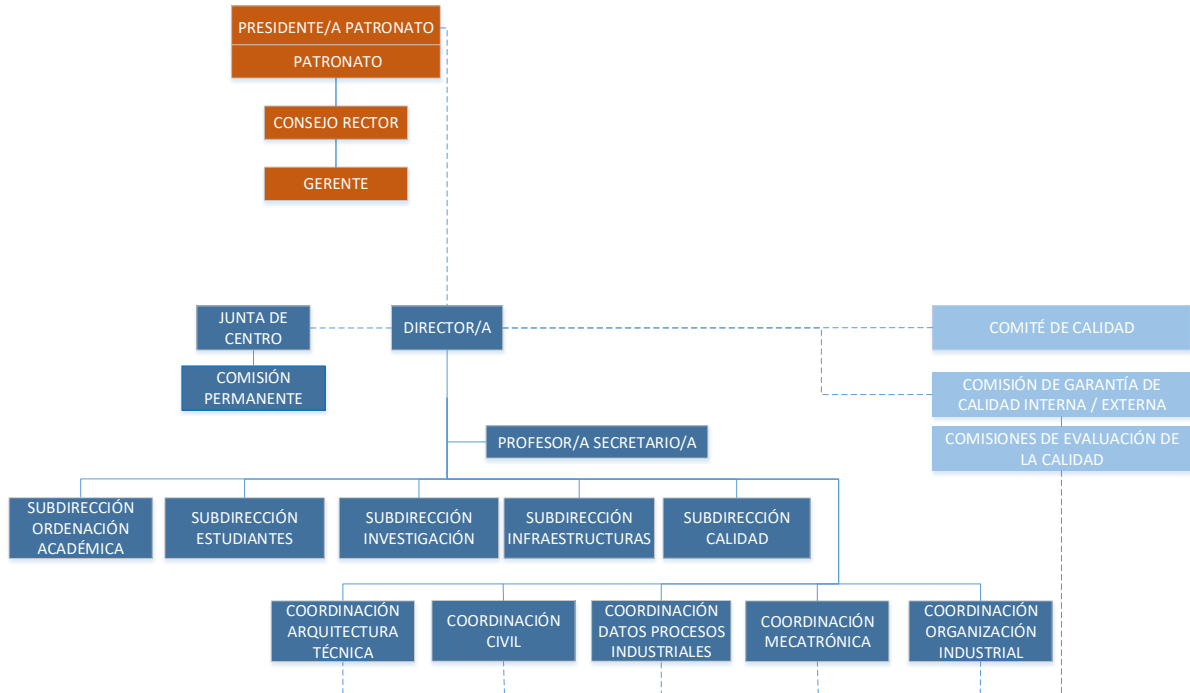 PRESIDENTE/A PATRONATO
PATRONATO
CONSEJO RECTOR
GERENTE
JUNTA DE
CENTRO
DIRECTOR/A
COMITÉ DE CALIDAD
COMISIÓN
PERMANENTE
COMISIÓN DE GARANTÍA DE
CALIDAD INTERNA / EXTERNA
PROFESOR/A SECRETARIO/A
COMISIONES DE EVALUACIÓN DE
LA CALIDAD
SUBDIRECCIÓN
ORDENACIÓN
ACADÉMICA
SUBDIRECCIÓN
ESTUDIANTES
SUBDIRECCIÓN
INVESTIGACIÓN
SUBDIRECCIÓN
INFRAESTRUCTURAS
SUBDIRECCIÓN
CALIDAD
COORDINACIÓN
ARQUITECTURA
TÉCNICA
COORDINACIÓN
CIVIL
COORDINACIÓN
DATOS PROCESOS
INDUSTRIALES
COORDINACIÓN
MECATRÓNICA
COORDINACIÓN
ORGANIZACIÓN
INDUSTRIAL